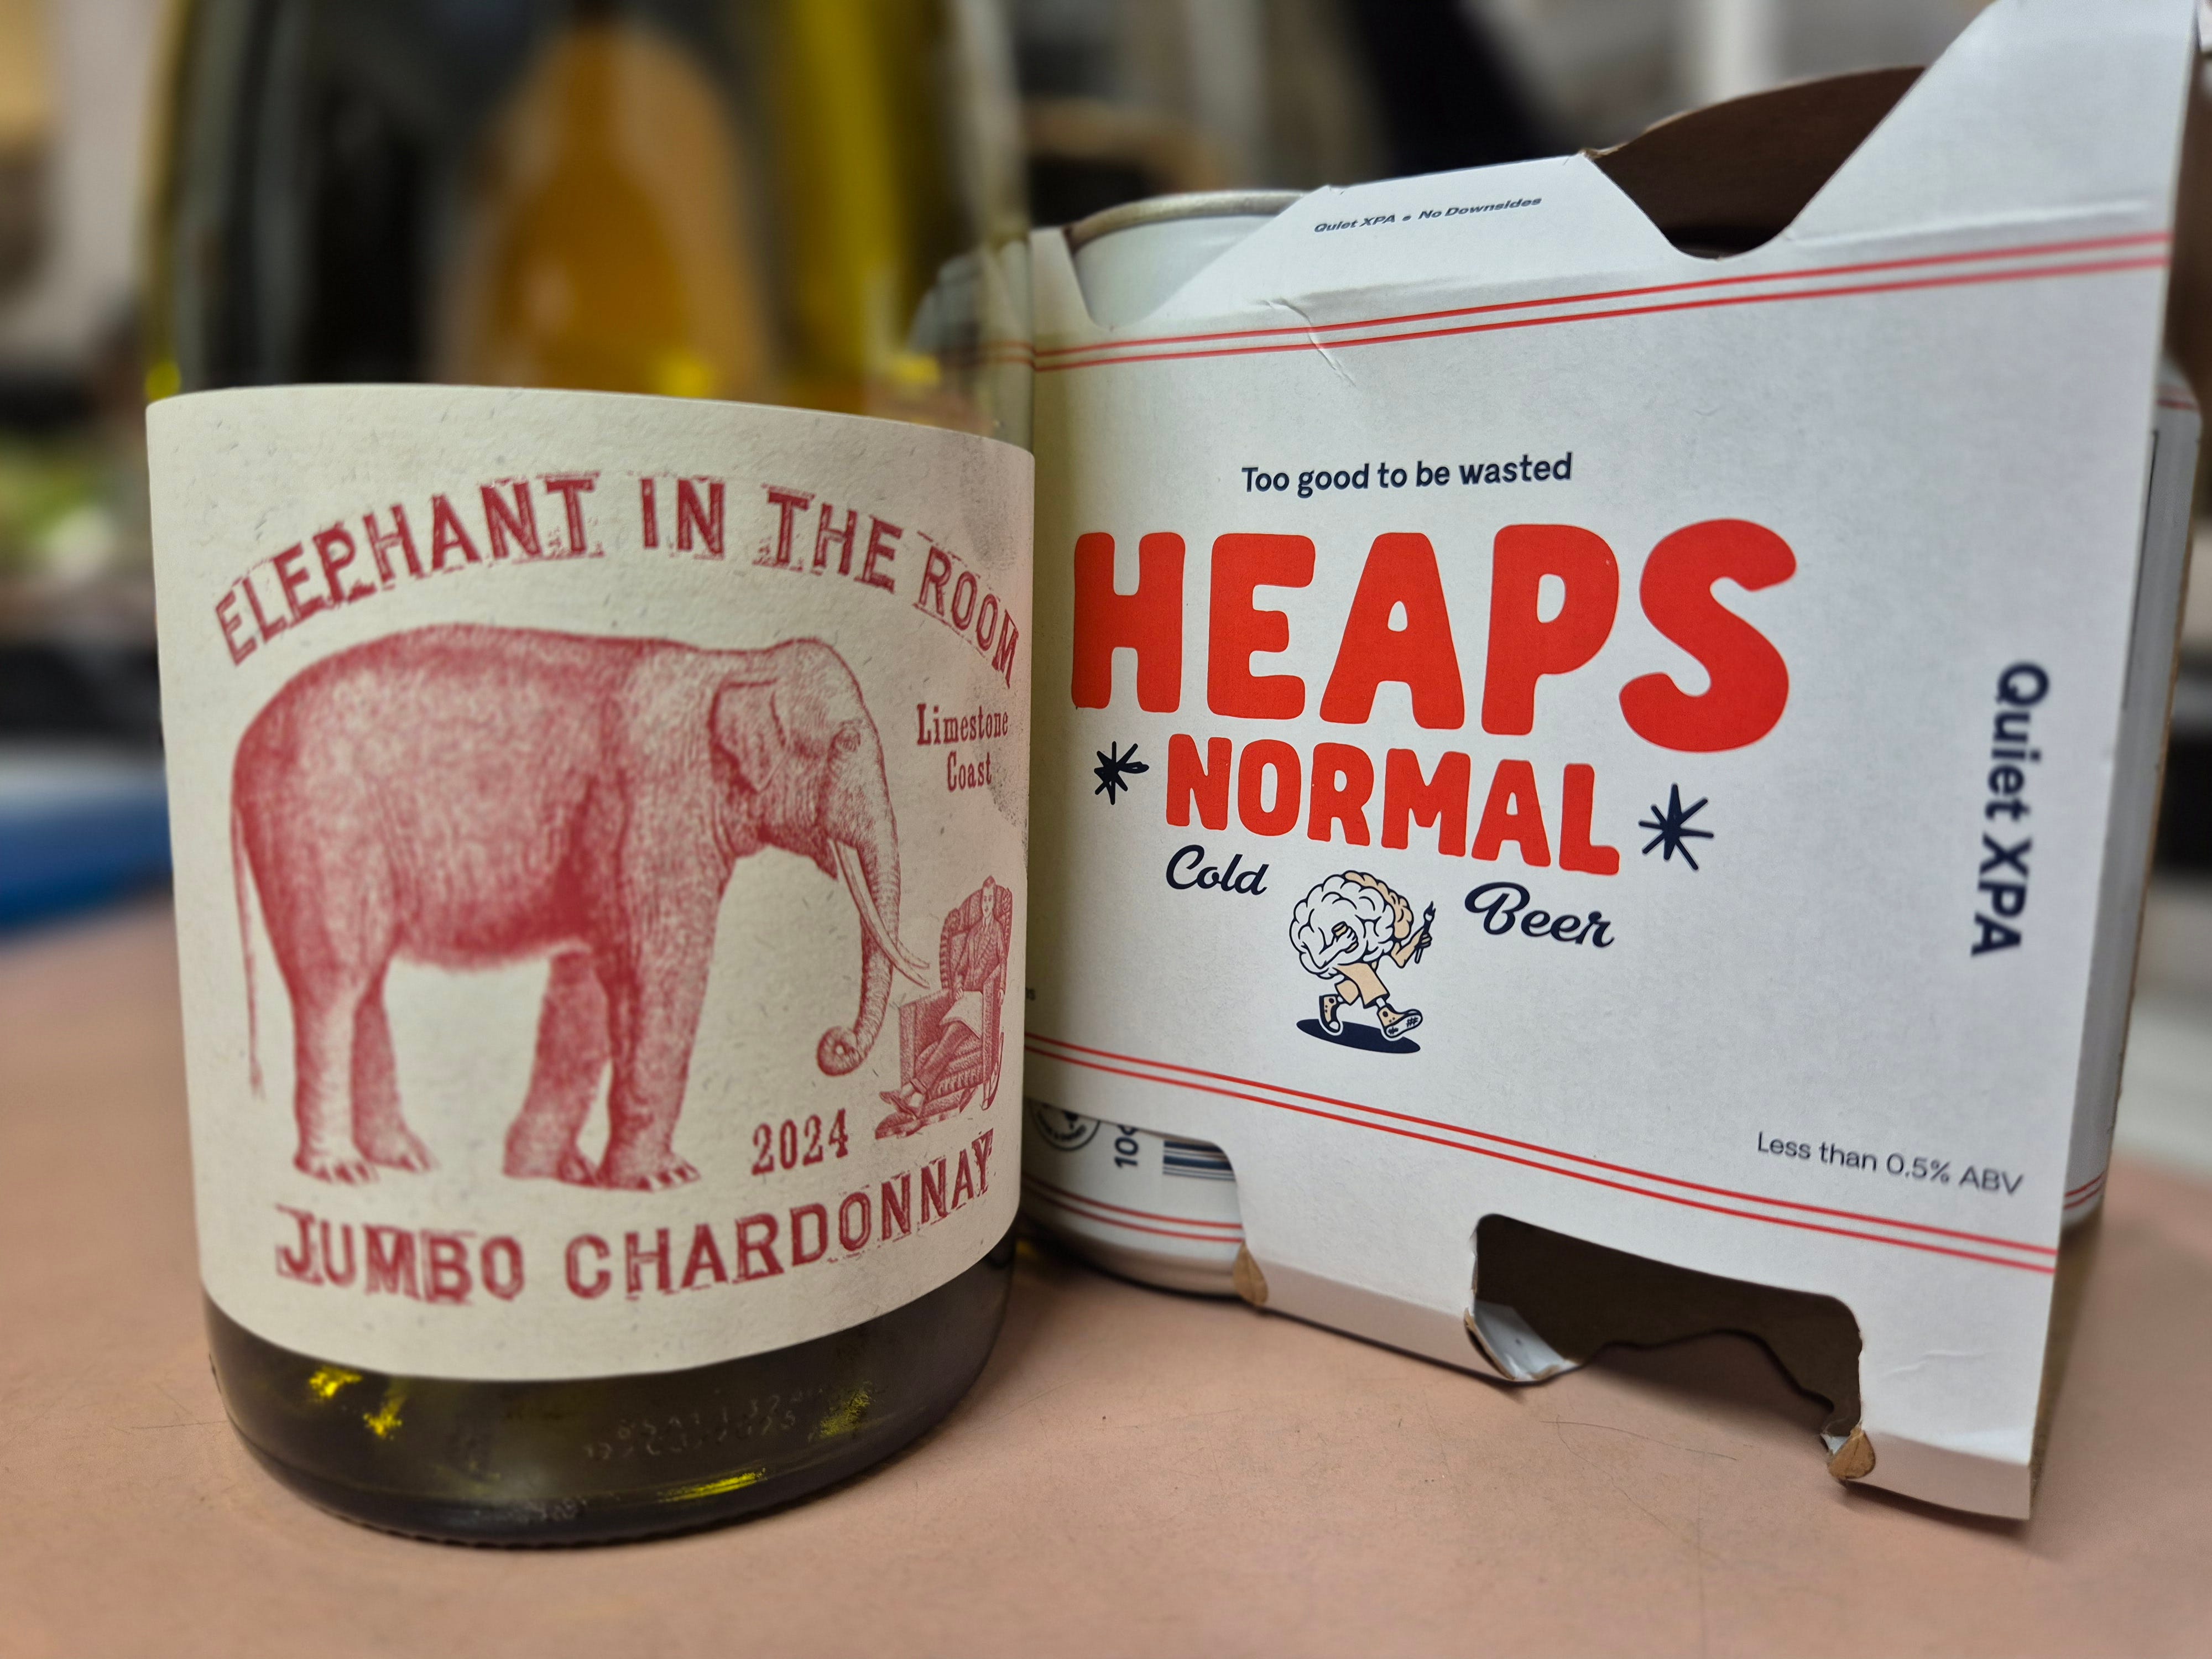 ELEPHANT IN THE ROOM
Limestone
Coast
2024
JUMBO CHARDONNAY
Quiet XPA • No Downsides
Too good to be wasted
HEAPS
NORMAL
Cold Beer
Quiet XPA
Less than 0.5% ABV